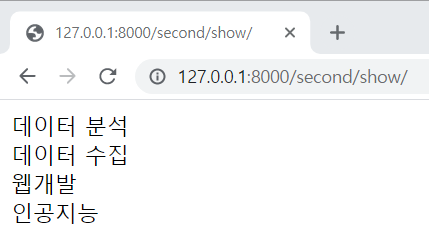 127.0.0.1:8000/second/show/
127.0.0.1:8000/second/show/
데이터 분석
데이터 수집
웹개발
인공지능